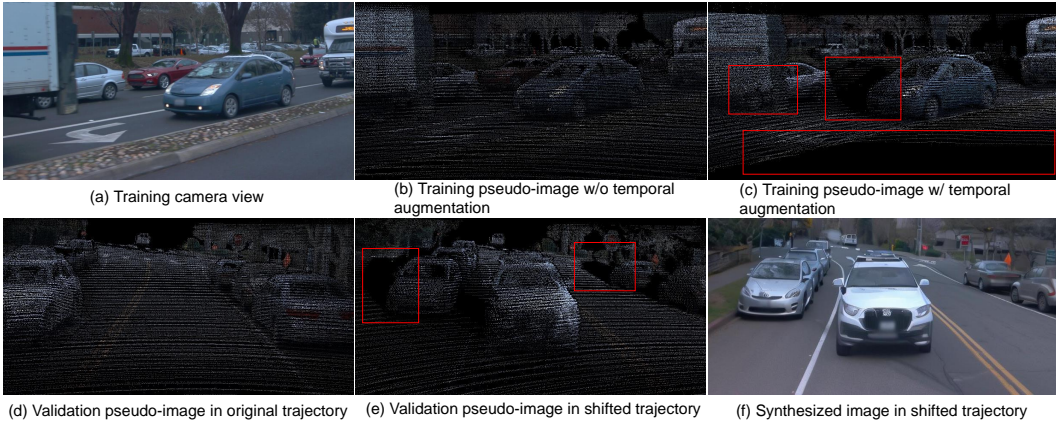 (a) Training camera view
(b) Training pseudo-image w/o temporal
augmentation
(c) Training pseudo-image w/ temporal
augmentation
(d) Validation pseudo-image in original trajectory
(e) Validation pseudo-image in shifted trajectory
(f) Synthesized image in shifted trajectory